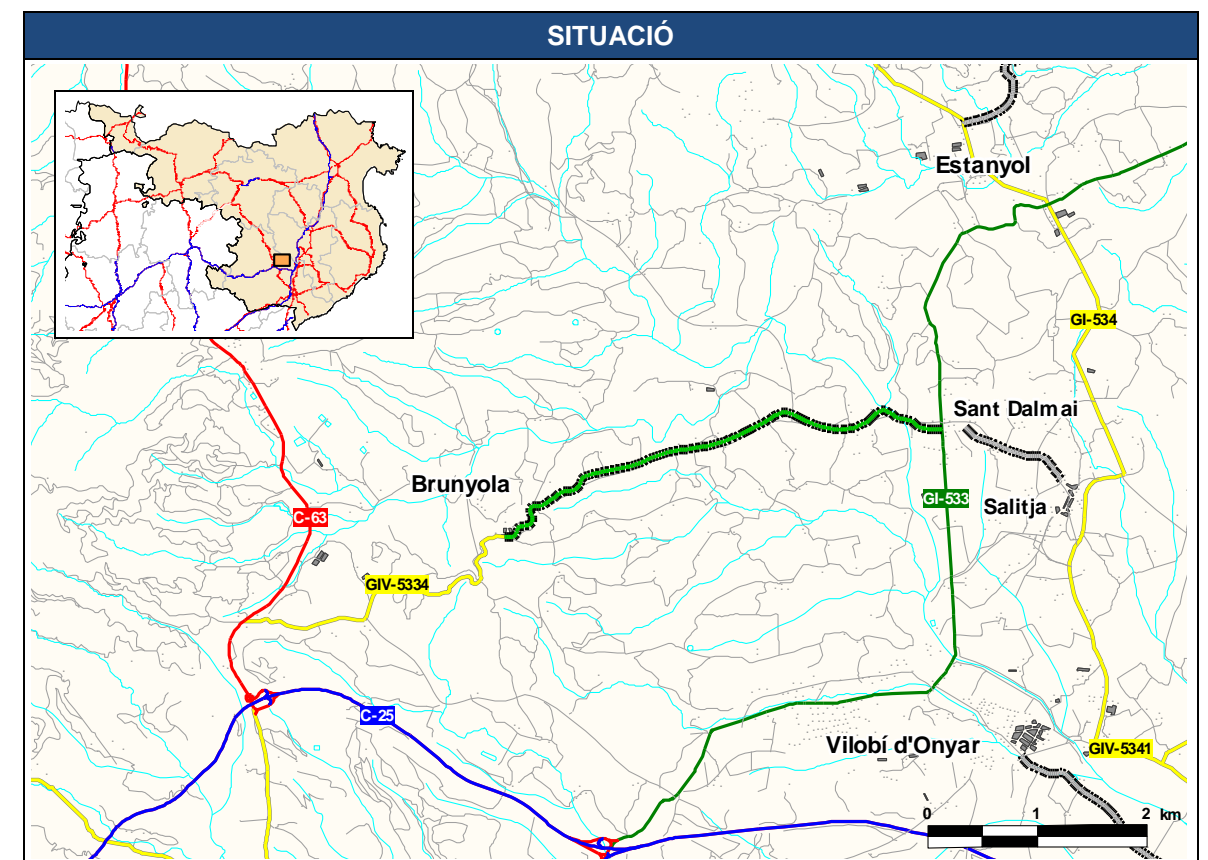 SITUACIÓ
Estanyol
GI-534
Sant Dalmai
Brunyola
GI-533
Salitja
C-63
GIV-5334
C-25
Vilobí d'Onyar
GIV-5341
0 1 2 km